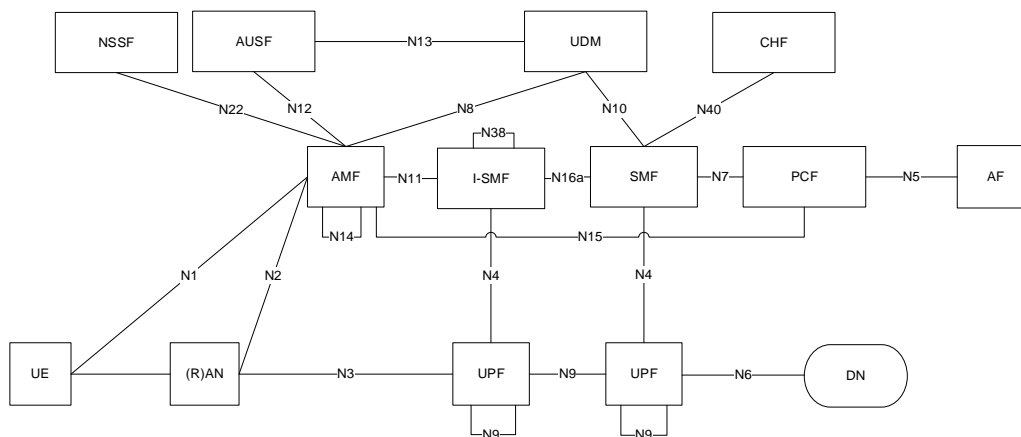 NSSF
AUSF
N13
UDM
CHF
N22
N12
N8
N10
N40
N38
AMF
N11
I-SMF
N16a
SMF
N7
PCF
N5
AF
N14
N15
N1
N2
N4
N4
UE
(R)AN
N3
UPF
N9
UPF
N6
DN
N9
N9